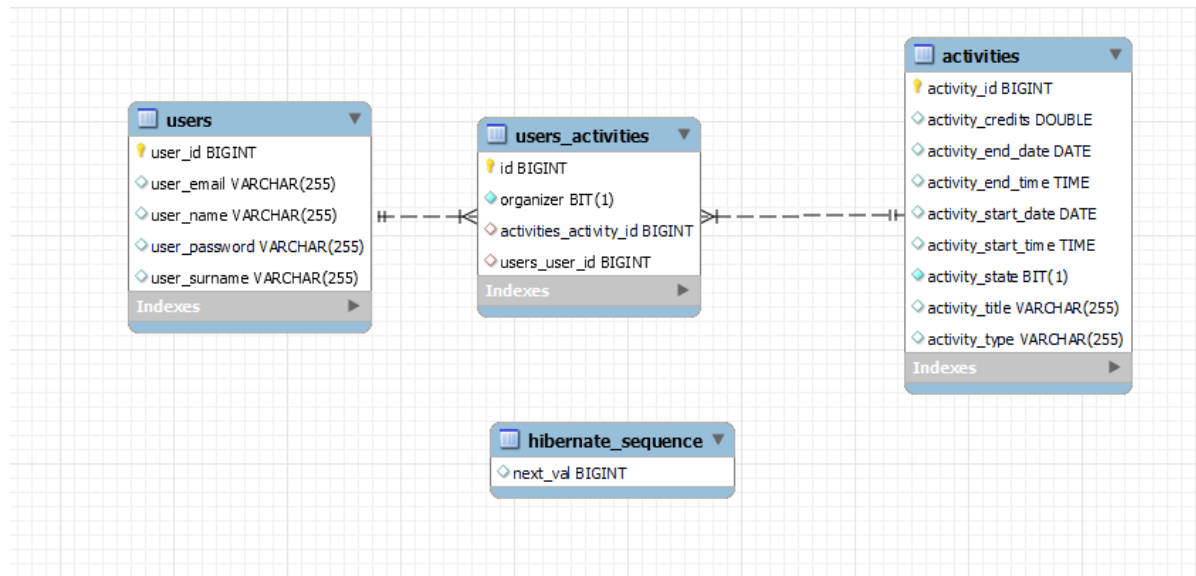 users
user_id BIGINT
user_email VARCHAR(255)
user_name VARCHAR(255)
user_password VARCHAR(255)
user_surname VARCHAR(255)
Indexes
users_activities
id BIGINT
organizer BIT(1)
activities_activity_id BIGINT
users_user_id BIGINT
Indexes
activities
activity_id BIGINT
activity_credits DOUBLE
activity_end_date DATE
activity_end_time TIME
activity_start_date DATE
activity_start_time TIME
activity_state BIT(1)
activity_title VARCHAR(255)
activity_type VARCHAR(255)
Indexes
hibernate_sequence
next_val BIGINT